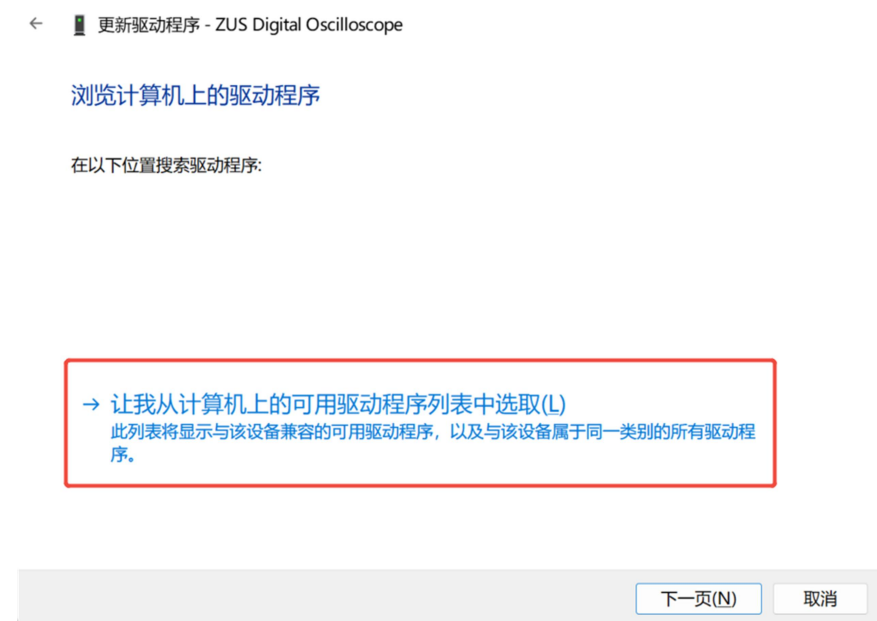 ← 更新驱动程序 - ZUS Digital Oscilloscope
浏览计算机上的驱动程序
在以下位置搜索驱动程序:
→ 让我从计算机上的可用驱动程序列表中选取(L)
此列表将显示与该设备兼容的可用驱动程序，以及与该设备属于同一类别的所有驱动程
序。
下一页(N)
取消